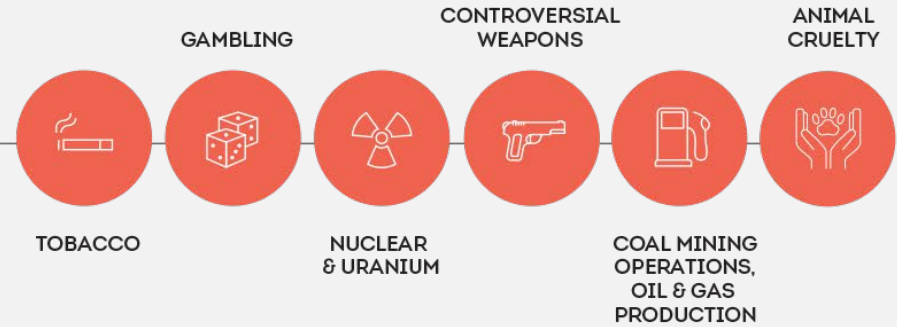 TOBACCO
GAMBLING
NUCLEAR
& URANIUM
CONTROVERSIAL
WEAPONS
COAL MINING
OPERATIONS,
OIL & GAS
PRODUCTION
ANIMAL
CRUELTY